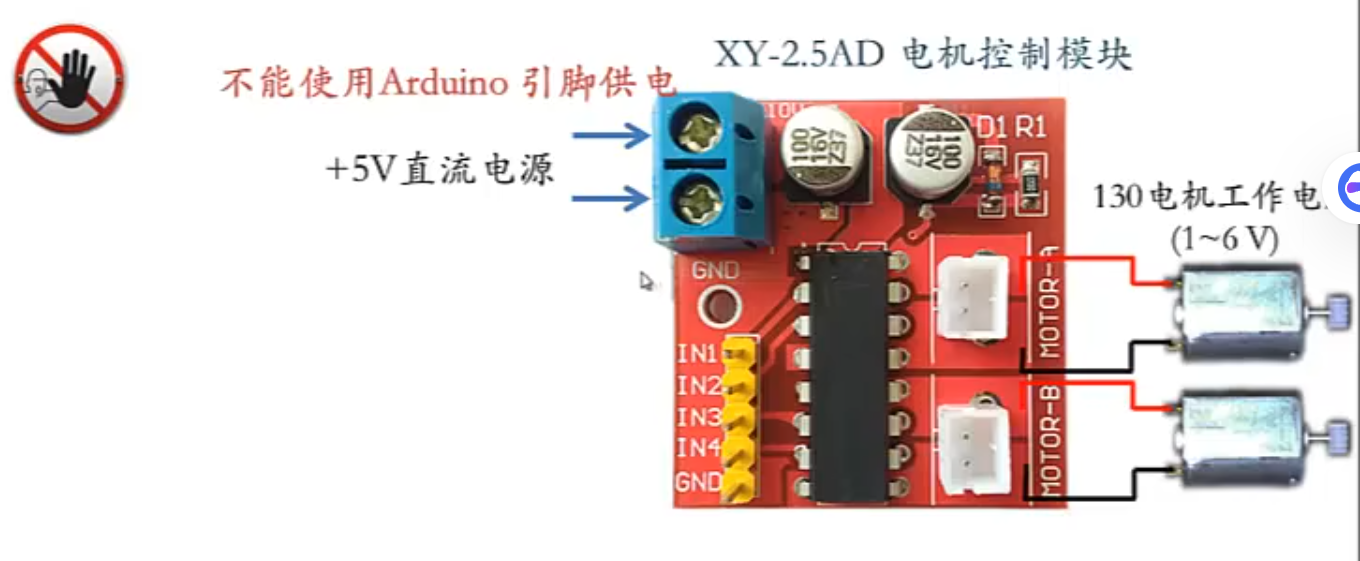 XY-2.5AD 电机控制模块
不能使用Arduino 引脚供电
+5V直流电源
100
16V
Z37
100
16V
Z37
D1 R1
130电机工作电
(1~6 V)
GND
MOTOR-A
IN1
IN2
IN3
IN4
GND
MOTOR-B